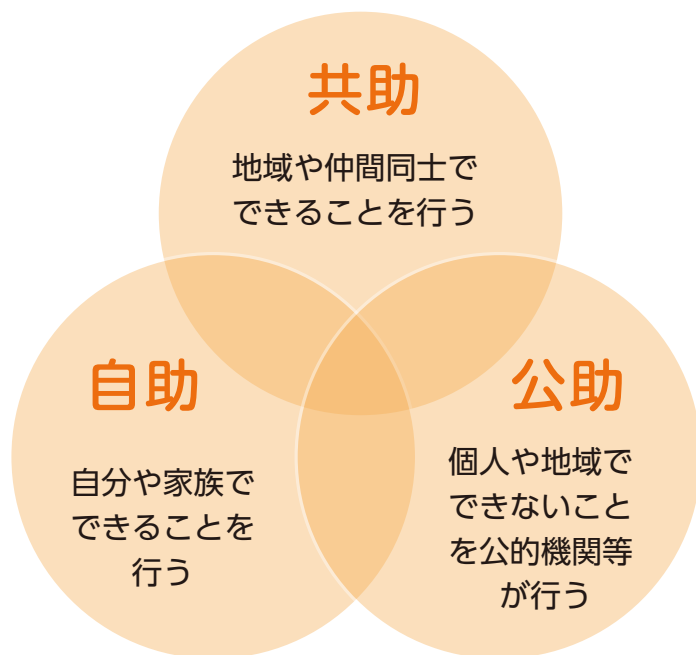 共助
地域や仲間同士で
できることを行う
自助
自分や家族で
できることを
行う
公助
個人や地域で
できないこと
を公的機関等
が行う